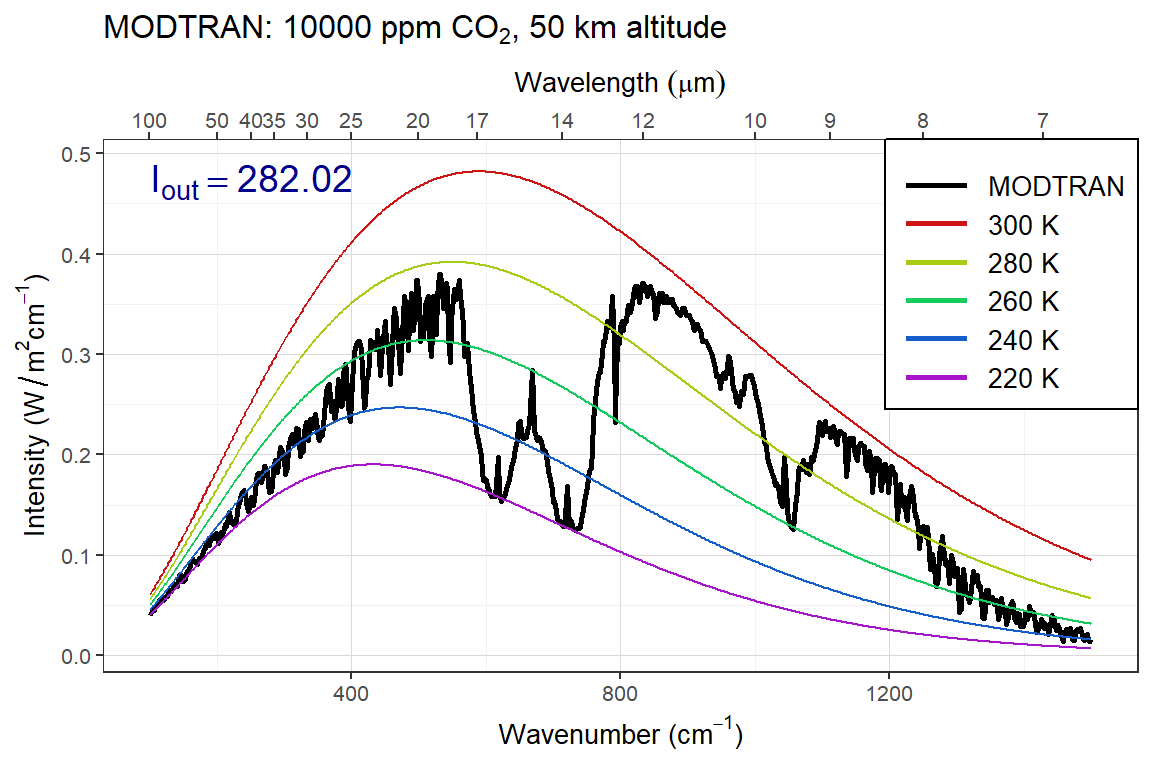 MODTRAN: 10000 ppm CO₂, 50 km altitude
Wavelength (μm)
100 50 40 35 30 25 20 17 14 12 10 9 8 7
I_out = 282.02
MODTRAN
300 K
280 K
260 K
240 K
220 K
0.5
0.4
0.3
0.2
0.1
0.0
Intensity (W / m²cm⁻¹)
400 800 1200
Wavenumber (cm⁻¹)